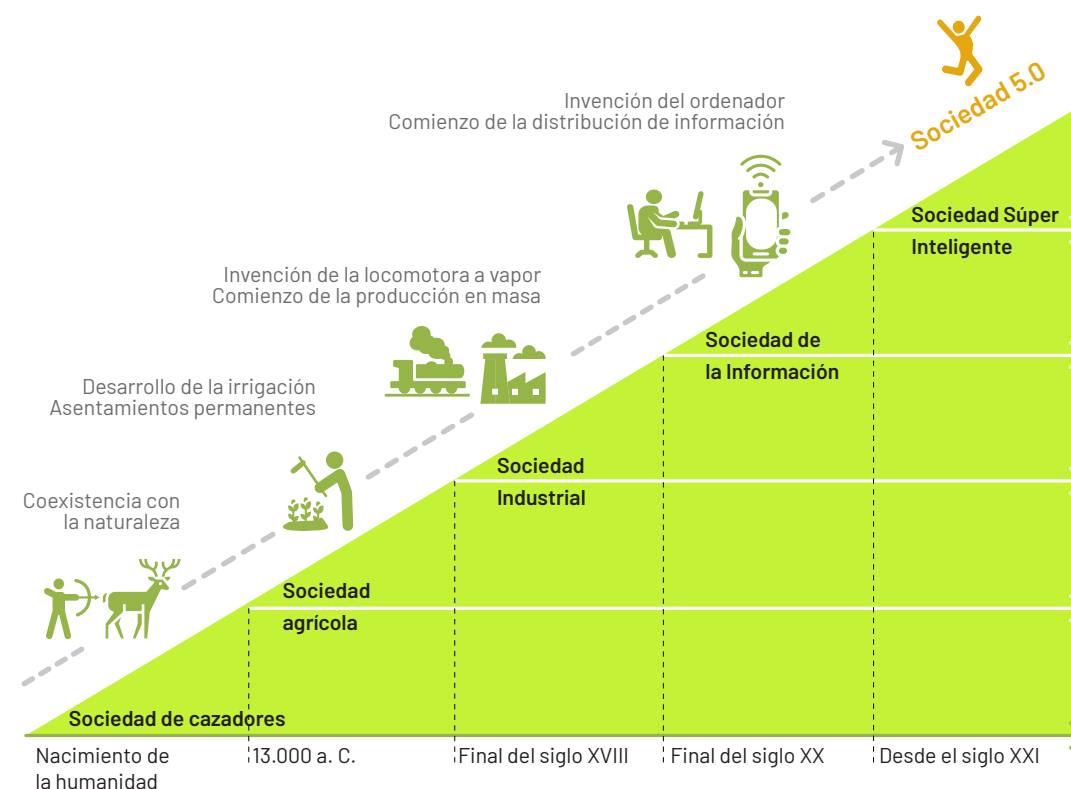 Sociedad 5.0
Invención del ordenador
Comienzo de la distribución de información
Sociedad Súper
Inteligente
Invención de la locomotora a vapor
Comienzo de la producción en masa
Sociedad de
la Información
Desarrollo de la irrigación
Asentamientos permanentes
Sociedad
Industrial
Coexistencia con
la naturaleza
Sociedad
agrícola
Sociedad de cazadores
Nacimiento de
la humanidad
13.000 a. C.
Final del siglo XVIII
Final del siglo XX
Desde el siglo XXI